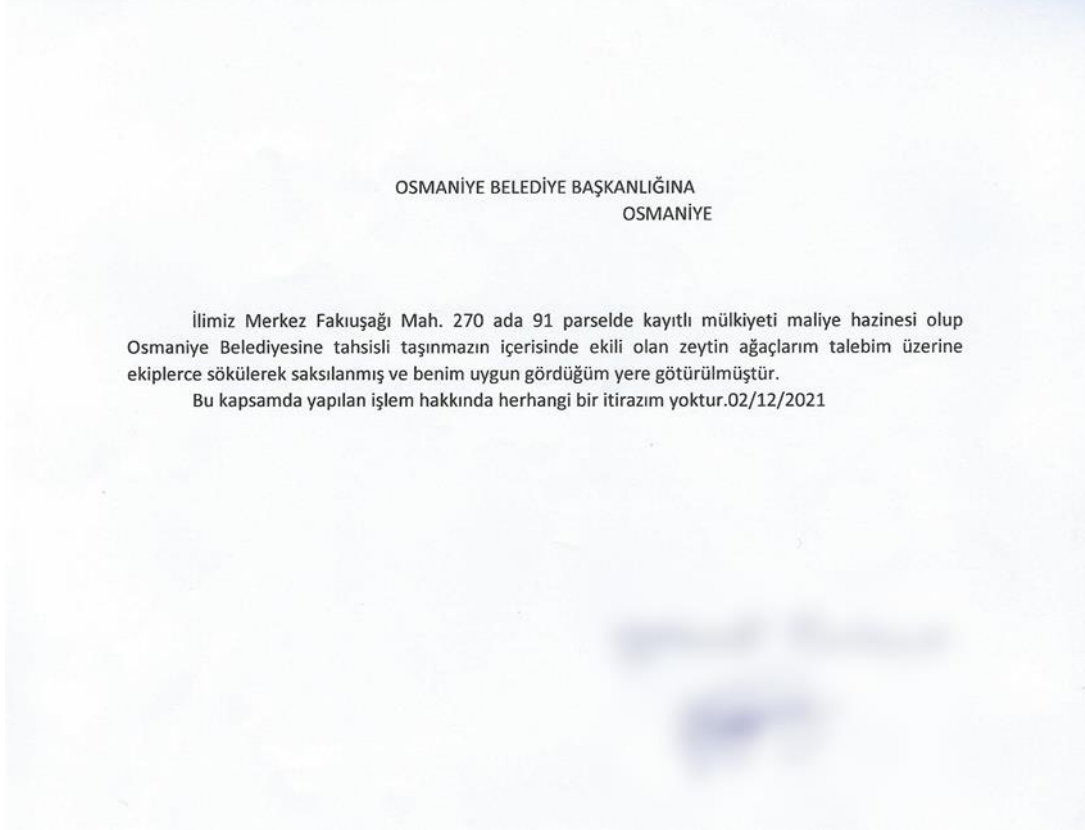 OSMANİYE BELEDİYE BAŞKANLIĞINA
OSMANİYE
İlimiz Merkez Fakıuşağı Mah. 270 ada 91 parselde kayıtlı mülkiyeti maliye hazinesi olup
Osmaniye Belediyesine tahsisli taşınmazın içerisinde ekili olan zeytin ağaçlarım talebim üzerine
ekiplerce sökülerek saksılanmış ve benim uygun gördüğüm yere götürülmüştür.
Bu kapsamda yapılan işlem hakkında herhangi bir itirazım yoktur.02/12/2021